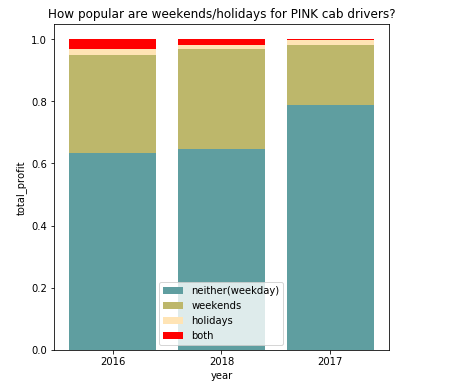 How popular are weekends/holidays for PINK cab drivers?
1.0
0.8
0.6
0.4
0.2
0.0
total_profit
neither(weekday)
weekends
holidays
both
2016
2018
2017
year